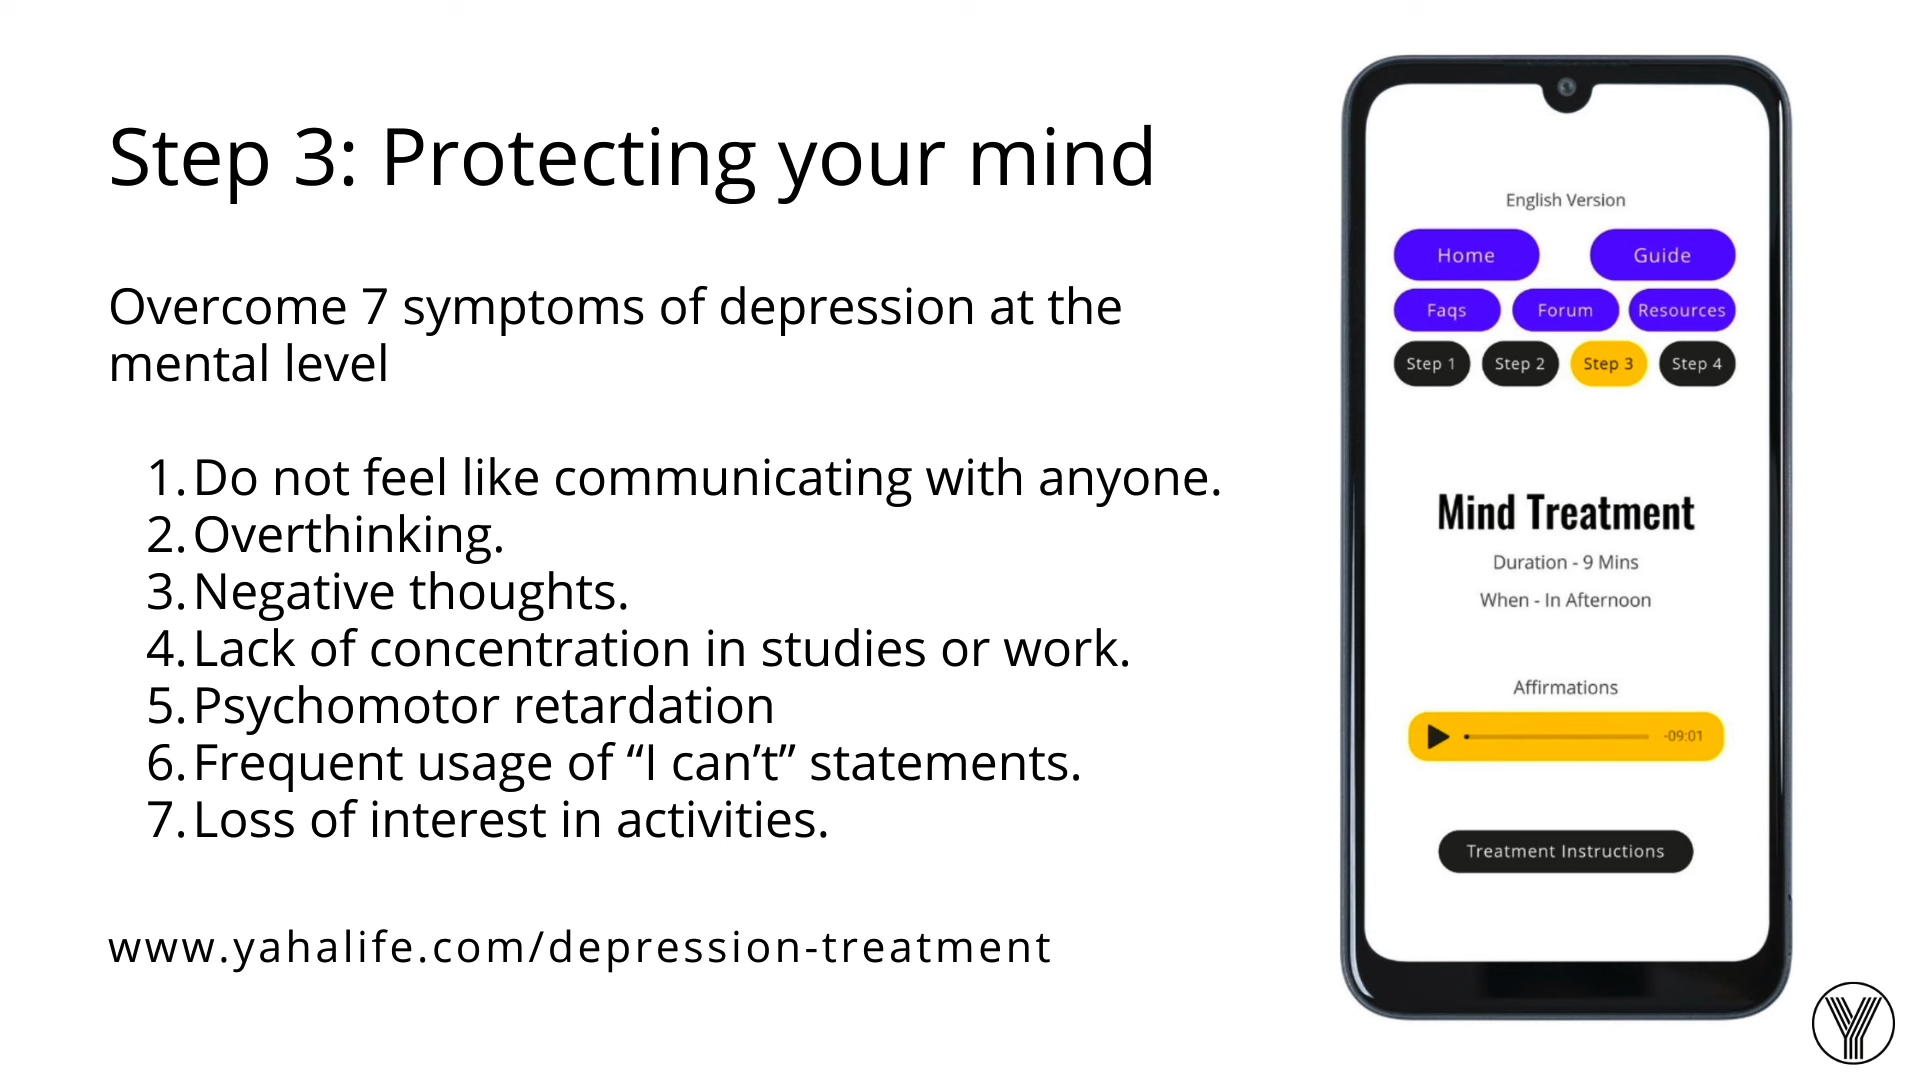 Step 3: Protecting your mind
Overcome 7 symptoms of depression at the
mental level
1. Do not feel like communicating with anyone.
2. Overthinking.
3. Negative thoughts.
4. Lack of concentration in studies or work.
5. Psychomotor retardation
6. Frequent usage of “I can’t” statements.
7. Loss of interest in activities.
www.yahalife.com/depression-treatment
English Version
Home Guide
Faqs Forum Resources
Step 1 Step 2 Step 3 Step 4
Mind Treatment
Duration - 9 Mins
When - In Afternoon
Affirmations
-09:01
Treatment Instructions
Y